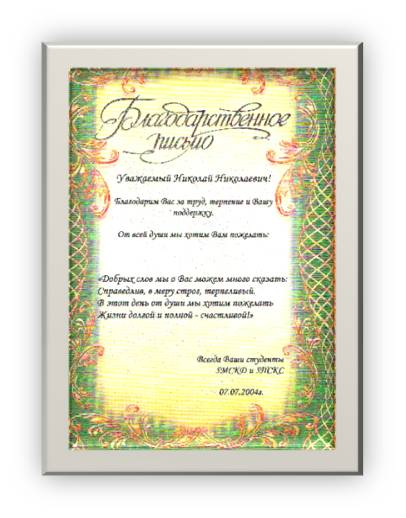 Благодарственное
письмо
Уважаемый Николай Николаевич!
Благодарим Вас за труд, терпение и Вашу
поддержку.
От всей души мы хотим Вам пожелать:
«Добрых слов мы о Вас можем много сказать:
Справедлив, в меру строг, терпеливый.
В этот день от души мы хотим пожелать
Жизни долгой и полной - счастливой!»
Всегда Ваши студенты
и
07.07.2004г.